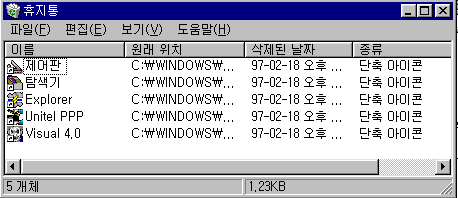 휴지통
파일(F) 편집(E) 보기(V) 도움말(H)
이름 원래 위치 삭제된 날짜 종류
제어판 C:₩WINDOWS₩... 97-02-18 오후 ... 단축 아이콘
탐색기 C:₩WINDOWS₩... 97-02-18 오후 ... 단축 아이콘
Explorer C:₩WINDOWS₩... 97-02-18 오후 ... 단축 아이콘
Unitel PPP C:₩WINDOWS₩... 97-02-18 오후 ... 단축 아이콘
Visual 4,0 C:₩WINDOWS₩... 97-02-18 오후 ... 단축 아이콘
5 개체 1,23KB